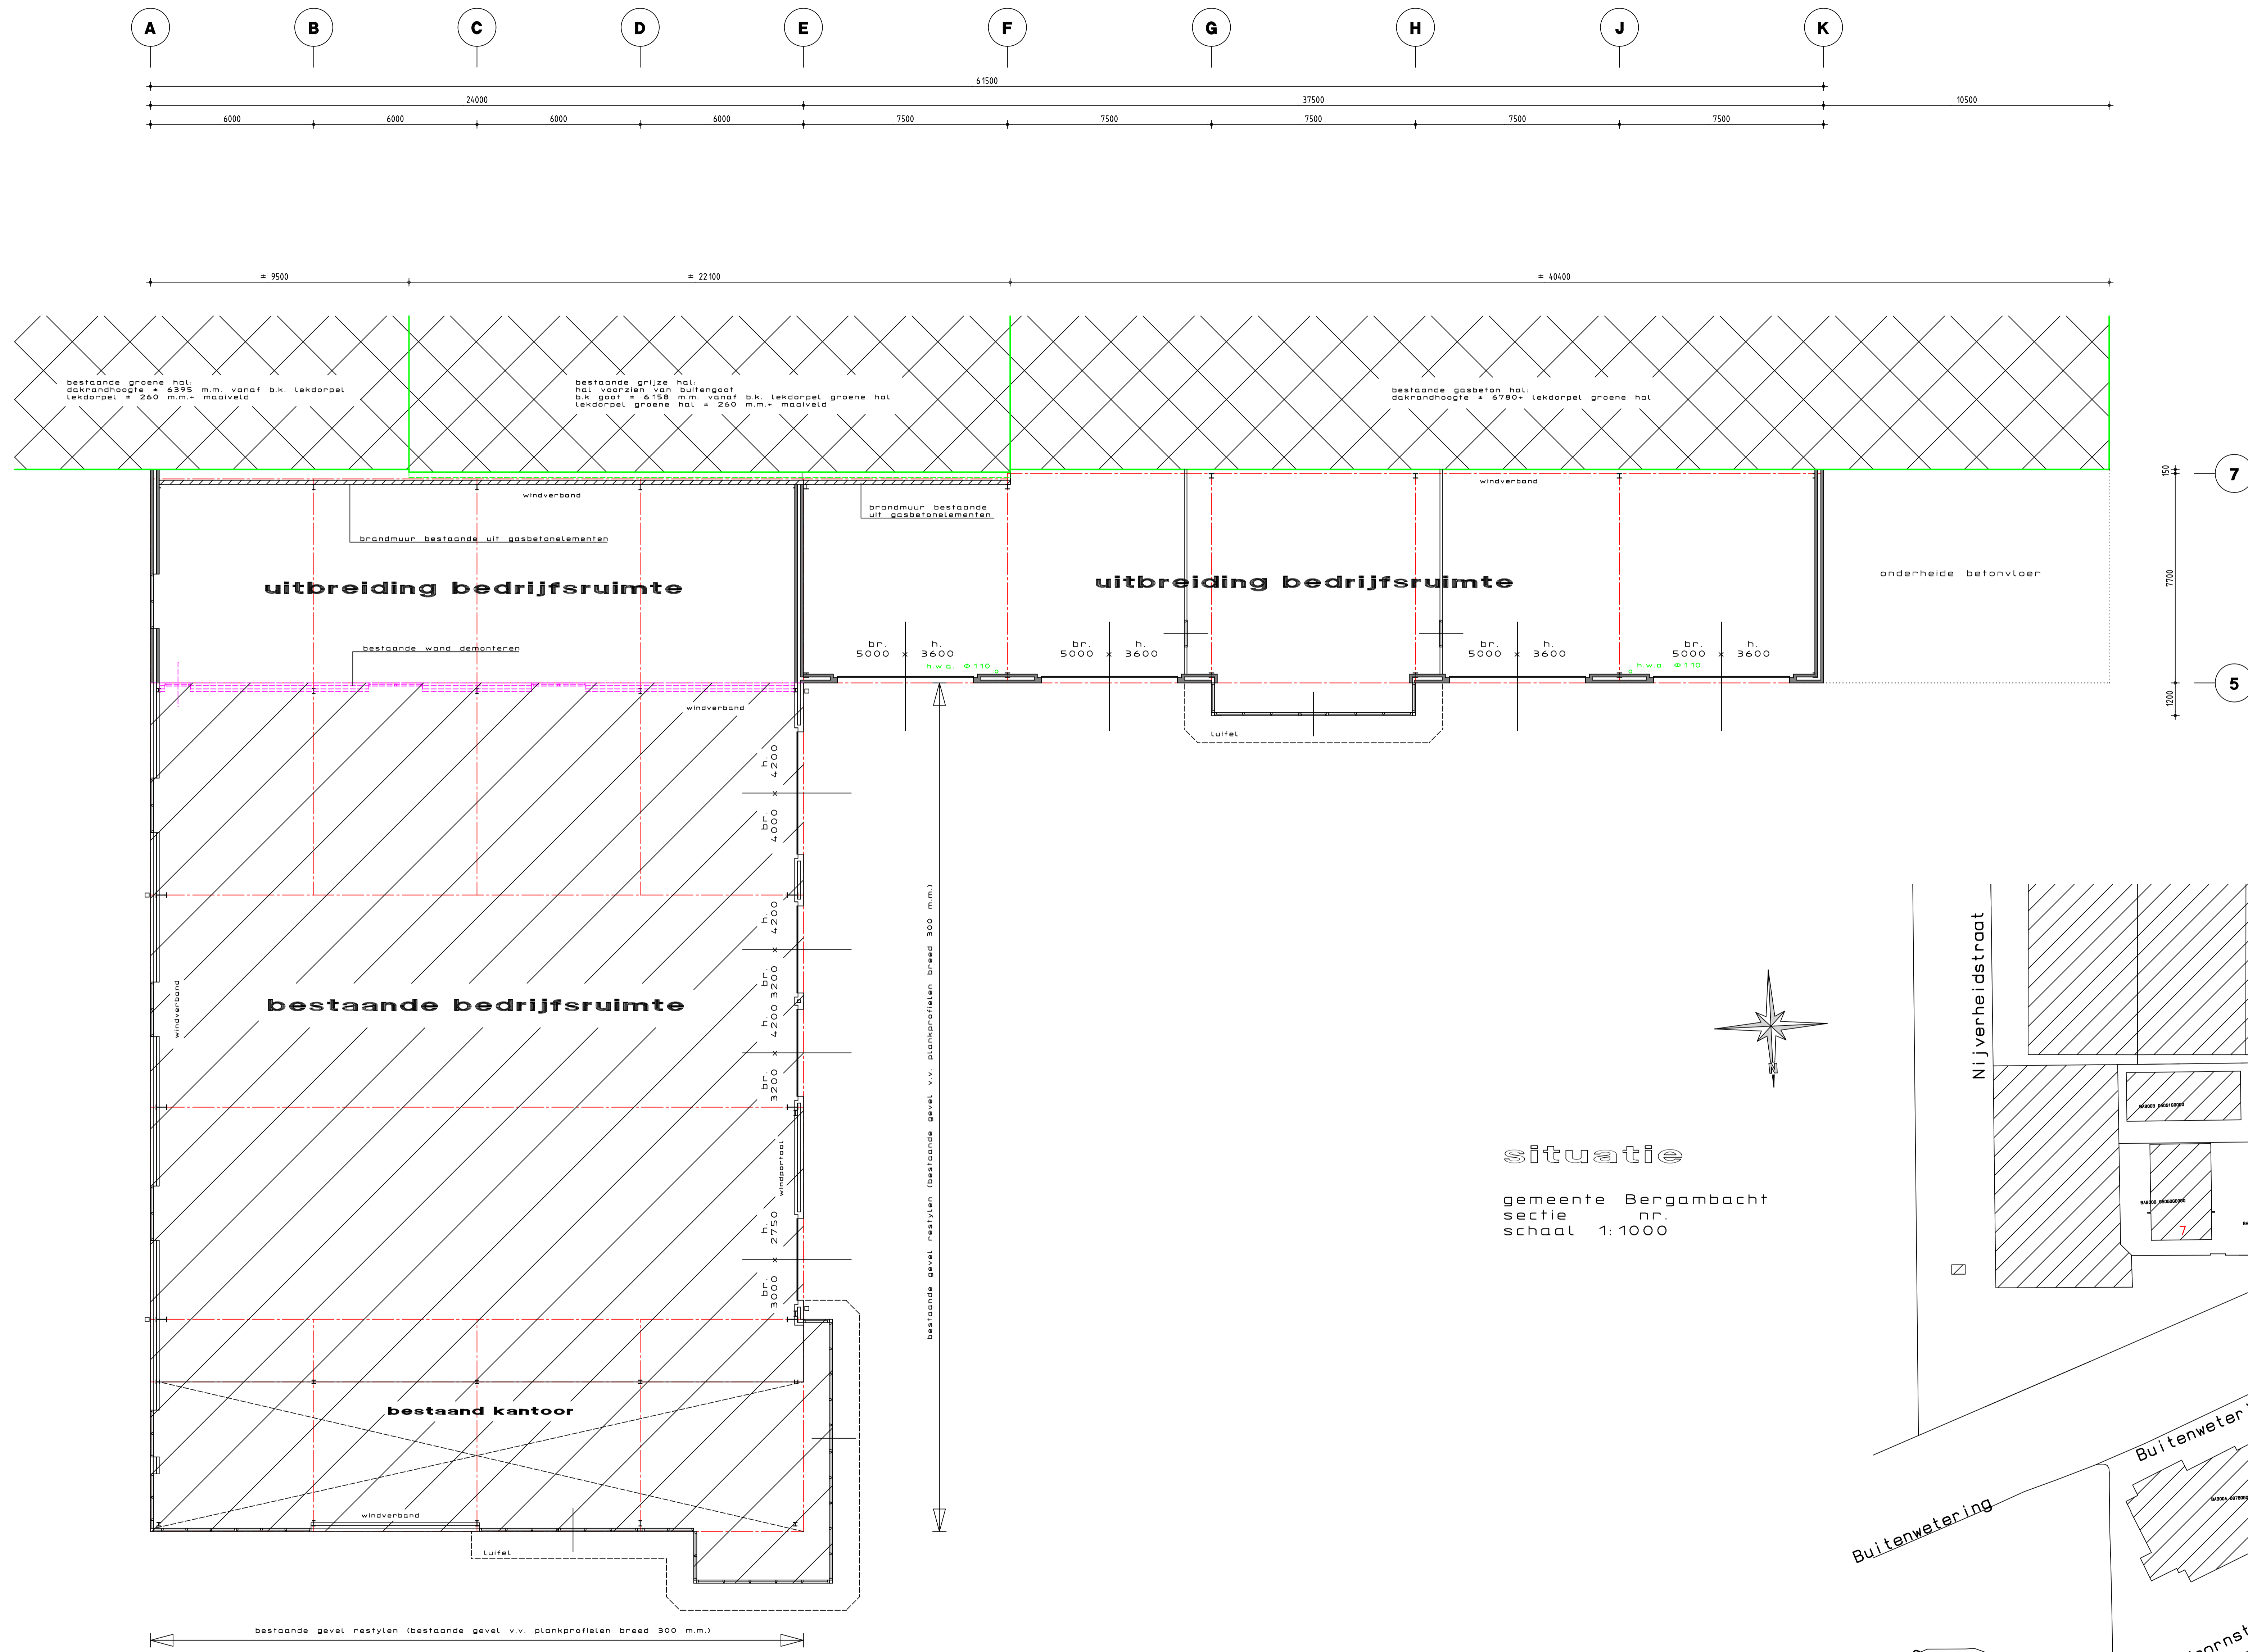 A B C D E F G H J K
61500
24000 37500 10500
6000 6000 6000 6000 7500 7500 7500 7500 7500
± 9500 ± 22100 ± 40400
bestaande groene hal:
dakrandhoogte ± 6395 m.m. vanaf b.k. lekdorpel
lekdorpel ± 260 m.m.+ maaiveld
bestaande grijze hal:
hal voorzien van buitengoot
b.k goot ± 6158 m.m. vanaf b.k. lekdorpel groene hal
lekdorpel groene hal ± 260 m.m.+ maaiveld
bestaande gasbeton hal:
dakrandhoogte ± 6780+ lekdorpel groene hal
150
7
windverband
windverband
brandmuur bestaande
uit gasbetonelementen
brandmuur bestaande uit gasbetonelementen
uitbreiding bedrijfsruimte
uitbreiding bedrijfsruimte
onderheide betonvloer
7700
bestaande wand demonteren
br. h.
5000 x 3600
br. h.
5000 x 3600
br. h.
5000 x 3600
br. h.
5000 x 3600
h.w.a. Φ110
h.w.a. Φ110
5
1200
windverband
luifel
br. h.
4000 x 4200
br. h.
3200 x 4200
br. h.
3200 x 4200
br. h.
3000 x 2750
windverband
bestaande bedrijfsruimte
windportaal
bestaande gevel restylen (bestaande gevel v.v. plankprofielen breed 300 m.m.)
bestaand kantoor
windverband
luifel
bestaande gevel restylen (bestaande gevel v.v. plankprofielen breed 300 m.m.)
N
situatie
gemeente Bergambacht
sectie nr.
schaal 1:1000
Nijverheidstraat
7
Buitenwetering